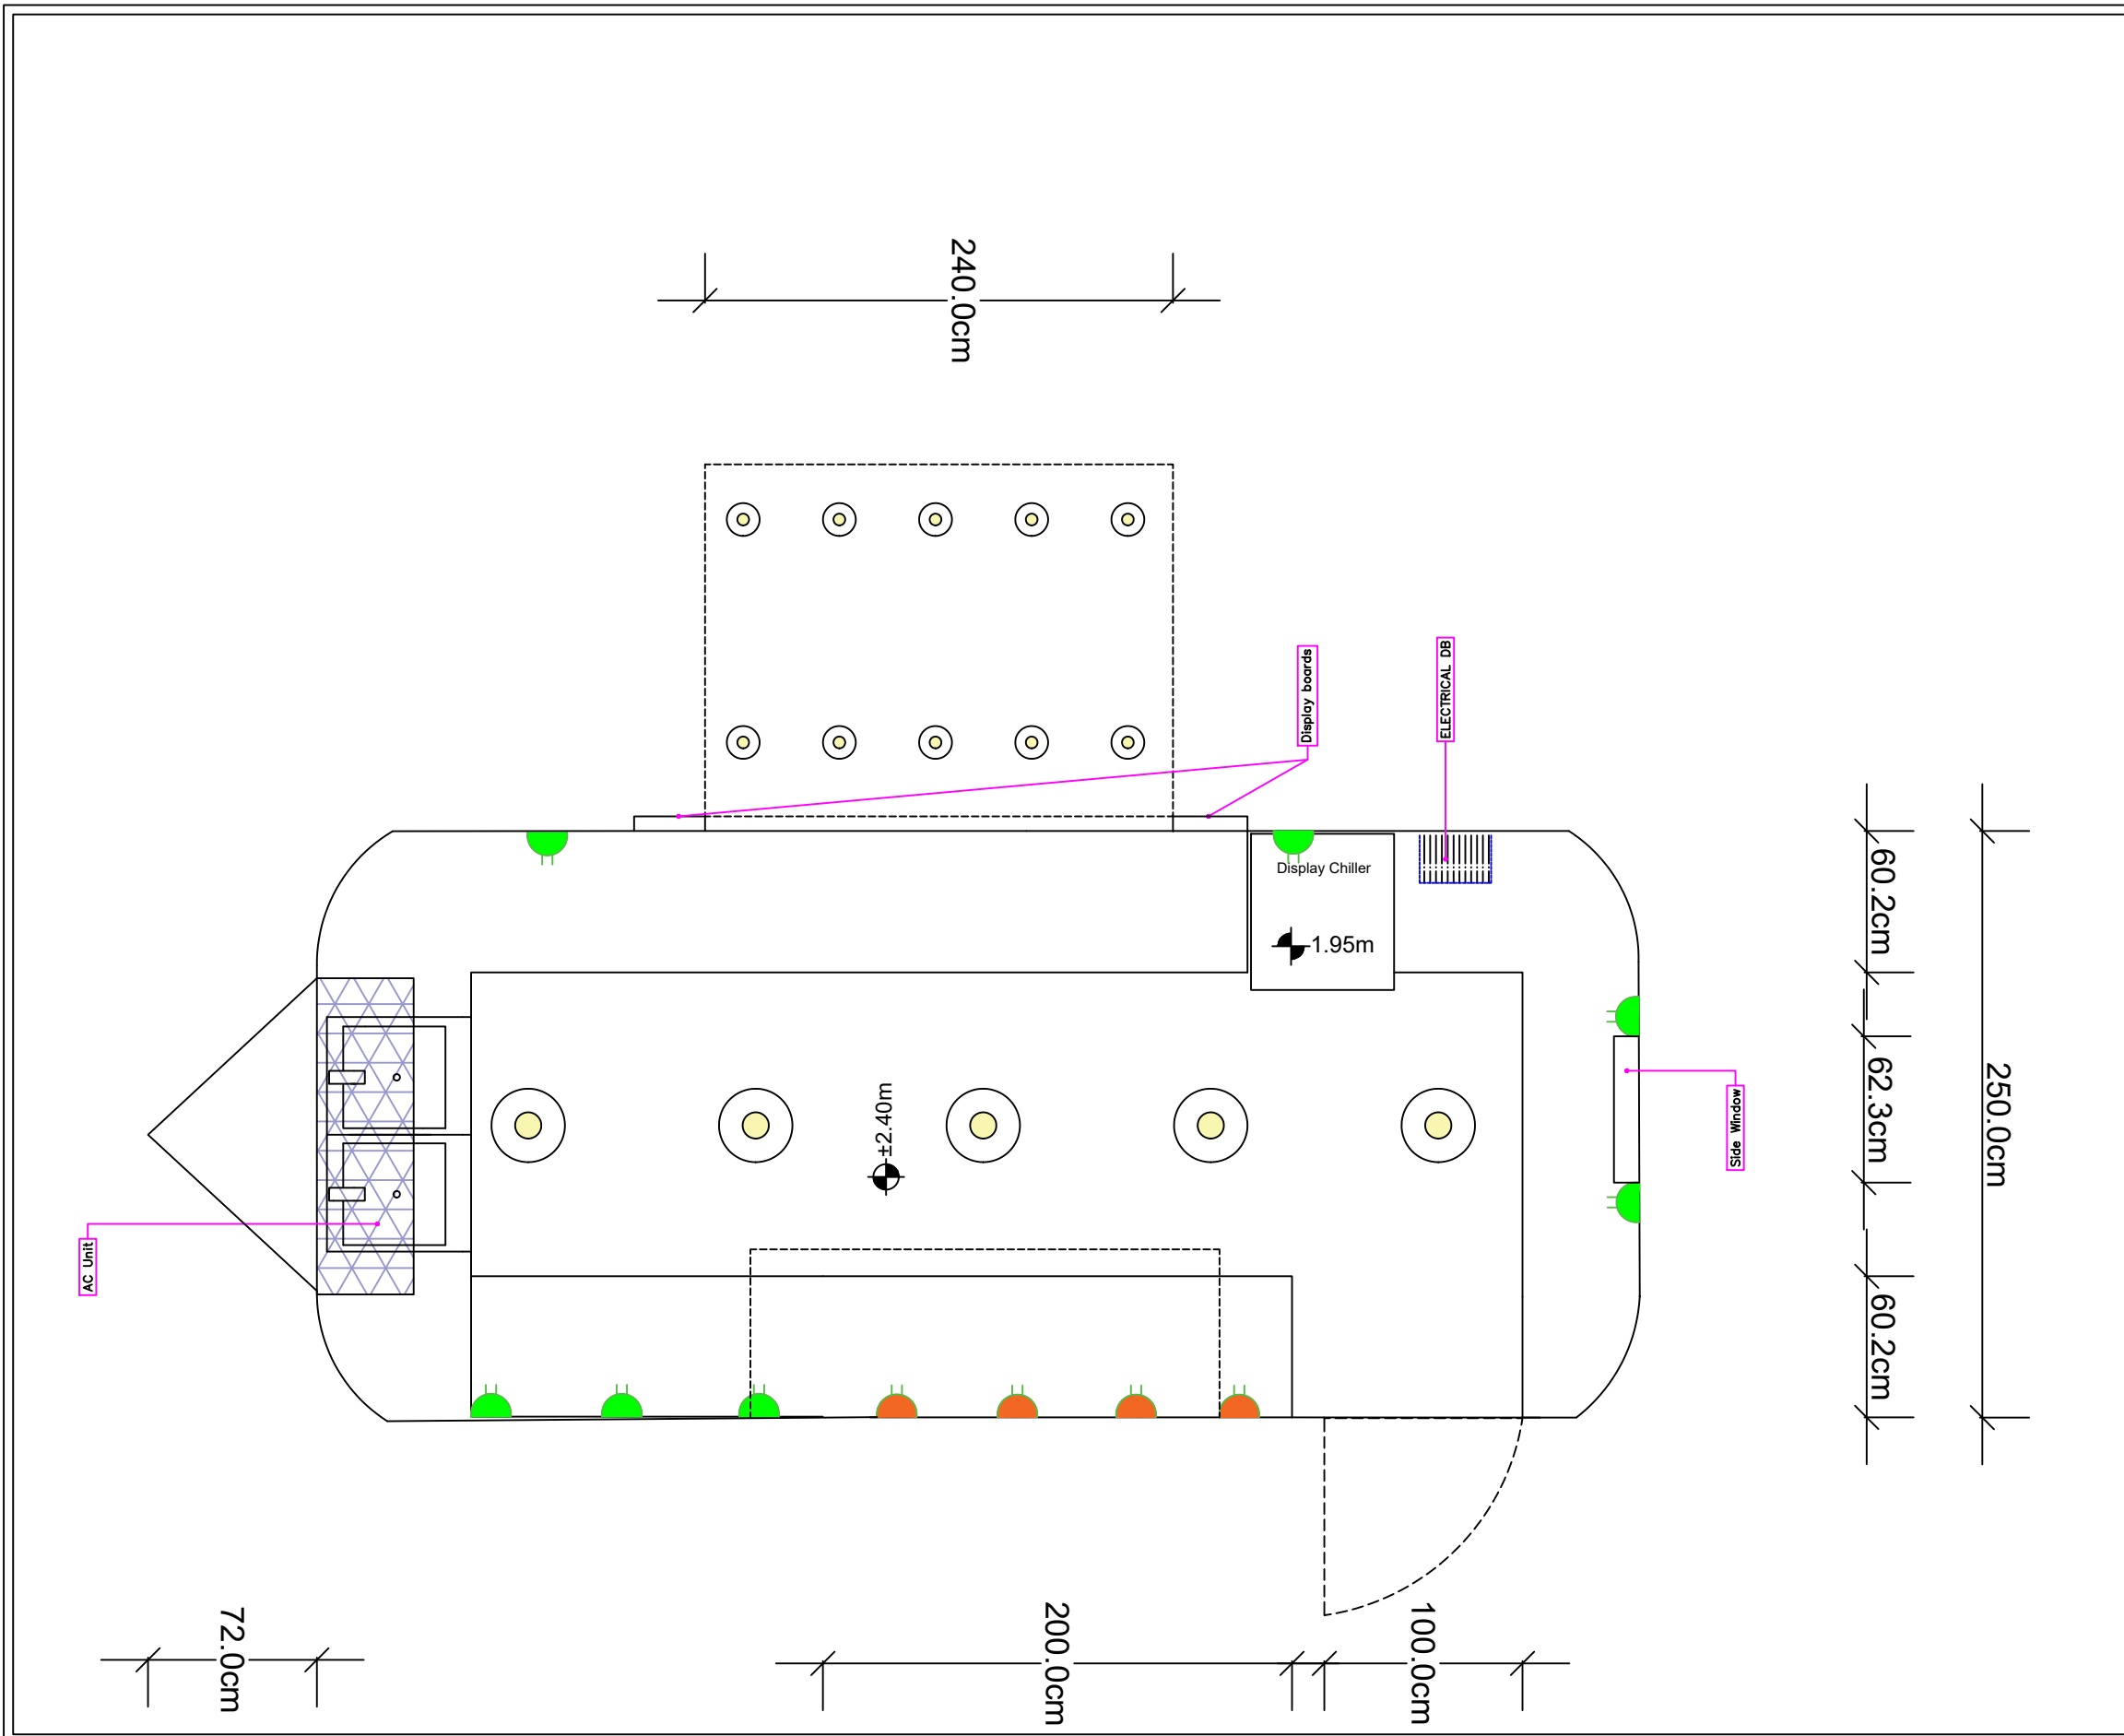 240.0cm
Display boards
ELECTRICAL DB
Display Chiller
1.95m
60.2cm
62.3cm
250.0cm
Side Window
±2.40m
AC Unit
60.2cm
72.0cm
200.0cm
100.0cm